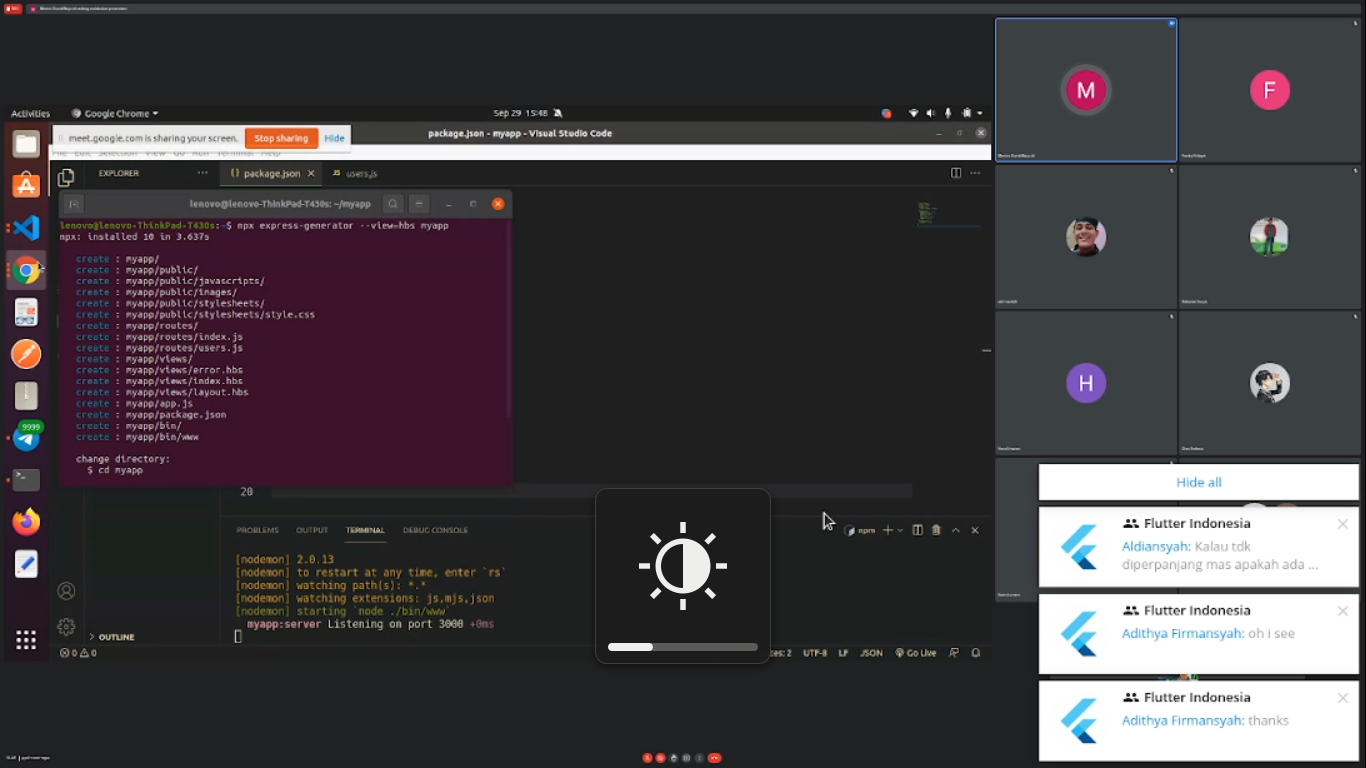 Activities
Google Chrome
Sep 29 15:48
meet.google.com is sharing your screen.
Stop sharing
Hide
package.json - myapp - Visual Studio Code
File Edit Selection View Go Run Terminal Help
EXPLORER
package.json
users.js
lenovo@lenovo-ThinkPad-T430s: ~/myapp
lenovo@lenovo-ThinkPad-T430s:~$ npx express-generator --view=hbs myapp
npx: installed 10 in 3.637s
create : myapp/
create : myapp/public/
create : myapp/public/javascripts/
create : myapp/public/images/
create : myapp/public/stylesheets/
create : myapp/public/stylesheets/style.css
create : myapp/routes/
create : myapp/routes/index.js
create : myapp/routes/users.js
create : myapp/views/
create : myapp/views/error.hbs
create : myapp/views/index.hbs
create : myapp/views/layout.hbs
create : myapp/app.js
create : myapp/package.json
create : myapp/bin/
create : myapp/bin/www
change directory:
$ cd myapp
20
PROBLEMS
OUTPUT
TERMINAL
DEBUG CONSOLE
npm
[nodemon] 2.0.13
[nodemon] to restart at any time, enter `rs`
[nodemon] watching path(s): *.*
[nodemon] watching extensions: js,mjs,json
[nodemon] starting `node ./bin/www`
myapp:server Listening on port 3000 +0ms
OUTLINE
0 0
UTF-8
LF
JSON
Go Live
9999
M
F
H
Hide all
Flutter Indonesia
Aldiansyah: Kalau tdk
diperpanjang mas apakah ada ...
Flutter Indonesia
Adithya Firmansyah: oh i see
Flutter Indonesia
Adithya Firmansyah: thanks